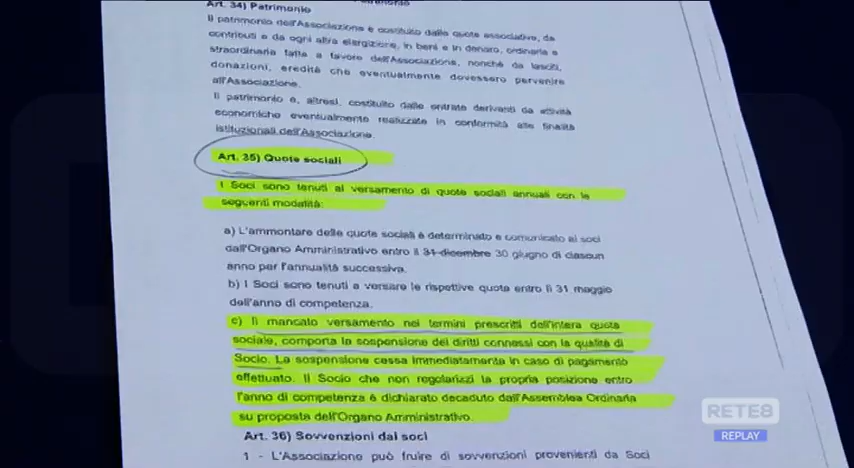 Art. 34) Patrimonio
Il patrimonio dell'Associazione è costituito dalle quote associative, da
contributi e da ogni altra elargizione, in beni e in denaro, ordinaria e
straordinaria fatta a favore dell'Associazione, nonché da lasciti,
donazioni, eredità che eventualmente dovessero pervenire
all'Associazione.
Il patrimonio è, altresì, costituito dalle entrate derivanti da attività
economiche eventualmente realizzate in conformità alle finalità
istituzionali dell'Associazione.
Art. 35) Quote sociali
I Soci sono tenuti al versamento di quote sociali annuali con le
seguenti modalità:
a) L'ammontare delle quote sociali è determinato e comunicato ai soci
dall'Organo Amministrativo entro il 31 dicembre 30 giugno di ciascun
anno per l'annualità successiva.
b) I Soci sono tenuti a versare le rispettive quote entro il 31 maggio
dell'anno di competenza.
c) Il mancato versamento nei termini prescritti dell'intera quota
sociale, comporta la sospensione dei diritti connessi con la qualità di
Socio. La sospensione cessa immediatamente in caso di pagamento
effettuato. Il Socio che non regolarizzi la propria posizione entro
l'anno di competenza è dichiarato decaduto dall'Assemblea Ordinaria
su proposta dell'Organo Amministrativo.
Art. 36) Sovvenzioni dai soci
1 - L'Associazione può fruire di sovvenzioni provenienti da Soci
RETE8
REPLAY